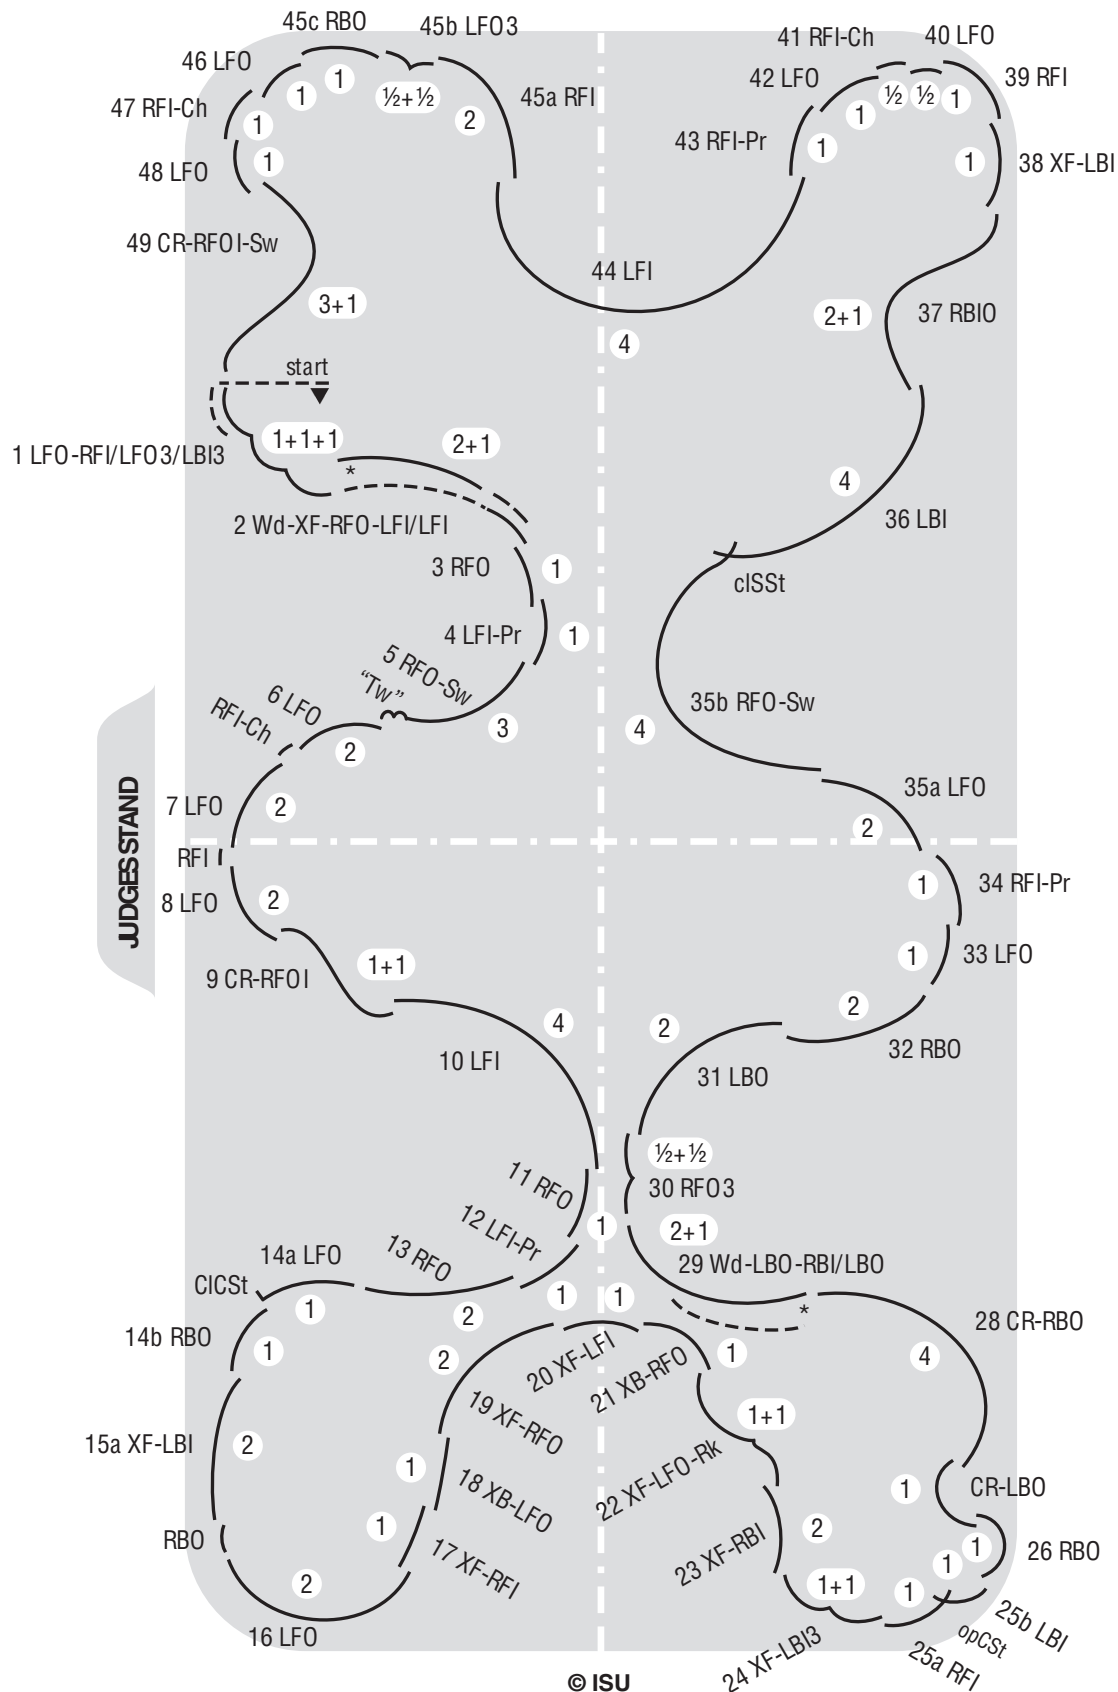 45c RBO
45b LFO3
46 LFO
1
½+½
45a RFI
2
1
47 RFI-Ch
1
48 LFO
1
49 CR-RFOI-Sw
3+1
41 RFI-Ch
40 LFO
42 LFO
39 RFI
½
½
1
1
43 RFI-Pr
1
1
38 XF-LBI
44 LFI
4
2+1
37 RBIO
start
1+1+1
2+1
1 LFO-RFI/LFO3/LBI3
*
2 Wd-XF-RFO-LFI/LFI
4
36 LBI
3 RFO
1
clSSt
4 LFI-Pr
1
5 RFO-Sw
"Tw"
3
6 LFO
2
RFI-Ch
35b RFO-Sw
4
7 LFO
2
35a LFO
2
JUDGES STAND
RFI
8 LFO
2
34 RFI-Pr
1
33 LFO
1
9 CR-RFOI
1+1
10 LFI
4
2
2
32 RBO
31 LBO
½+½
30 RFO3
11 RFO
1
2+1
12 LFI-Pr
29 Wd-LBO-RBI/LBO
13 RFO
14a LFO
ClCSt
1
2
1
1
*
14b RBO
1
2
20 XF-LFI
21 XB-RFO
1
28 CR-RBO
4
19 XF-RFO
1+1
15a XF-LBI
2
1
18 XB-LFO
22 XF-LFO-Rk
CR-LBO
1
RBO
1
17 XF-RFI
23 XF-RBI
2
26 RBO
1
1
2
1+1
1
16 LFO
25b LBI
opCSt
25a RFI
24 XF-LBI3
© ISU